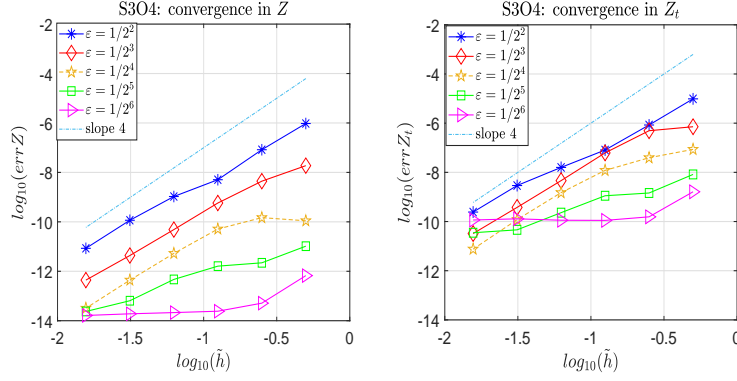 S3O4: convergence in Z
-2
-4
-6
-8
-10
-12
-14
-2
-1.5
-1
-0.5
0
log10(err Z)
log10(h̃)
ε = 1/2^2
ε = 1/2^3
ε = 1/2^4
ε = 1/2^5
ε = 1/2^6
slope 4
S3O4: convergence in Z_t
-2
-4
-6
-8
-10
-12
-14
-2
-1.5
-1
-0.5
0
log10(err Z_t)
log10(h̃)
ε = 1/2^2
ε = 1/2^3
ε = 1/2^4
ε = 1/2^5
ε = 1/2^6
slope 4